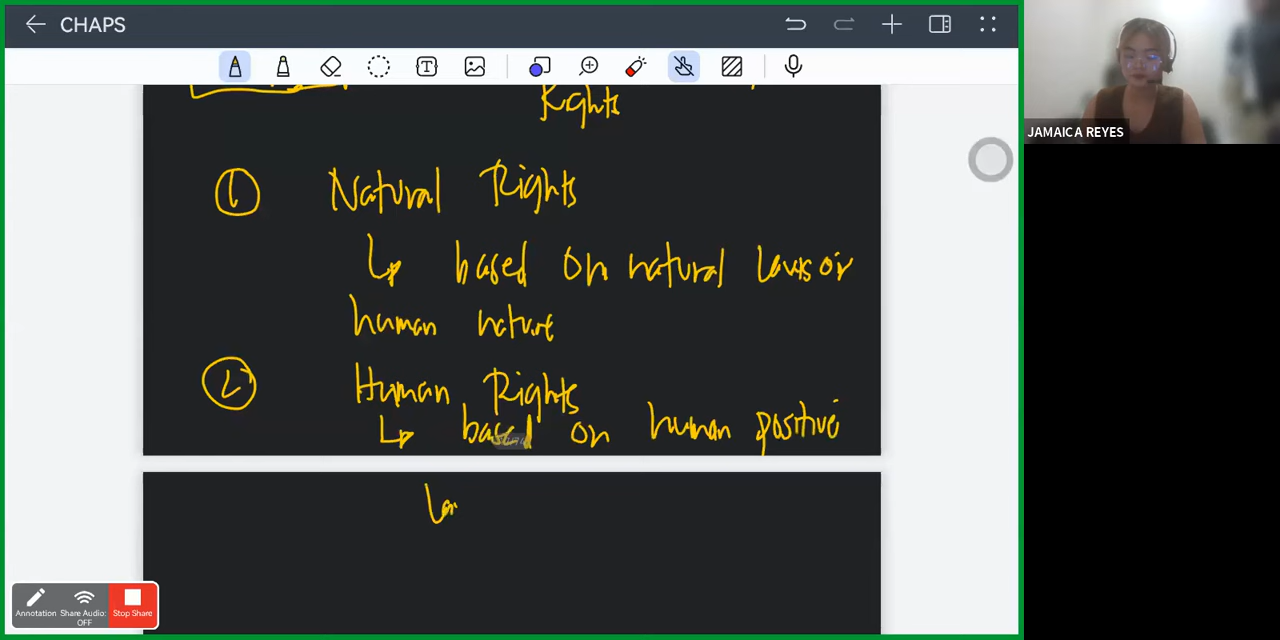 CHAPS
JAMAICA REYES
Rights
① Natural Rights
↳ based on natural laws or
human nature
② Human Rights
↳ based on human positive
la
Annotation
Share Audio:
OFF
Stop Share